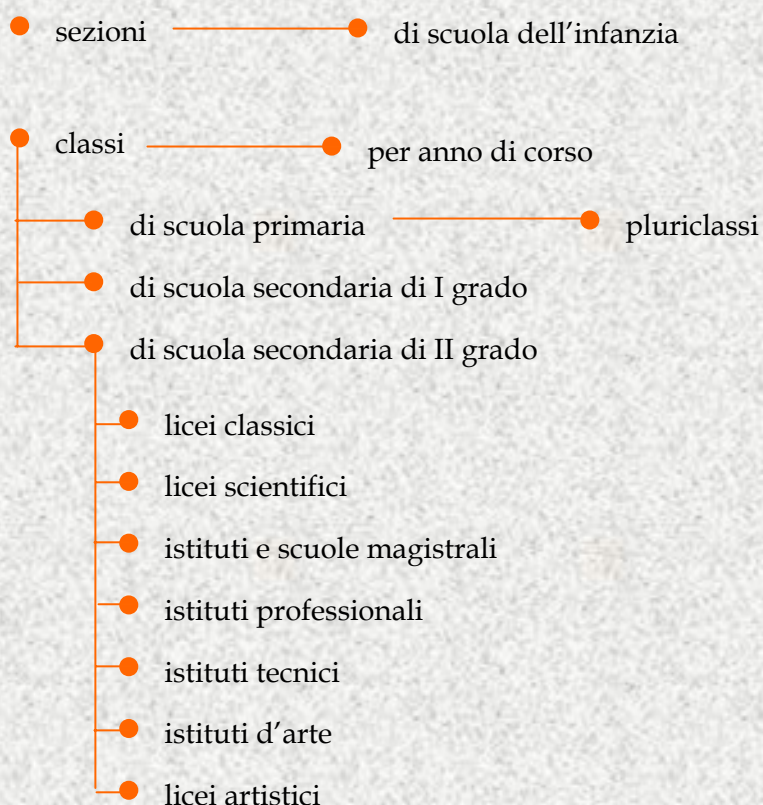 sezioni di scuola dell’infanzia
classi per anno di corso
di scuola primaria pluriclassi
di scuola secondaria di I grado
di scuola secondaria di II grado
licei classici
licei scientifici
istituti e scuole magistrali
istituti professionali
istituti tecnici
istituti d’arte
licei artistici